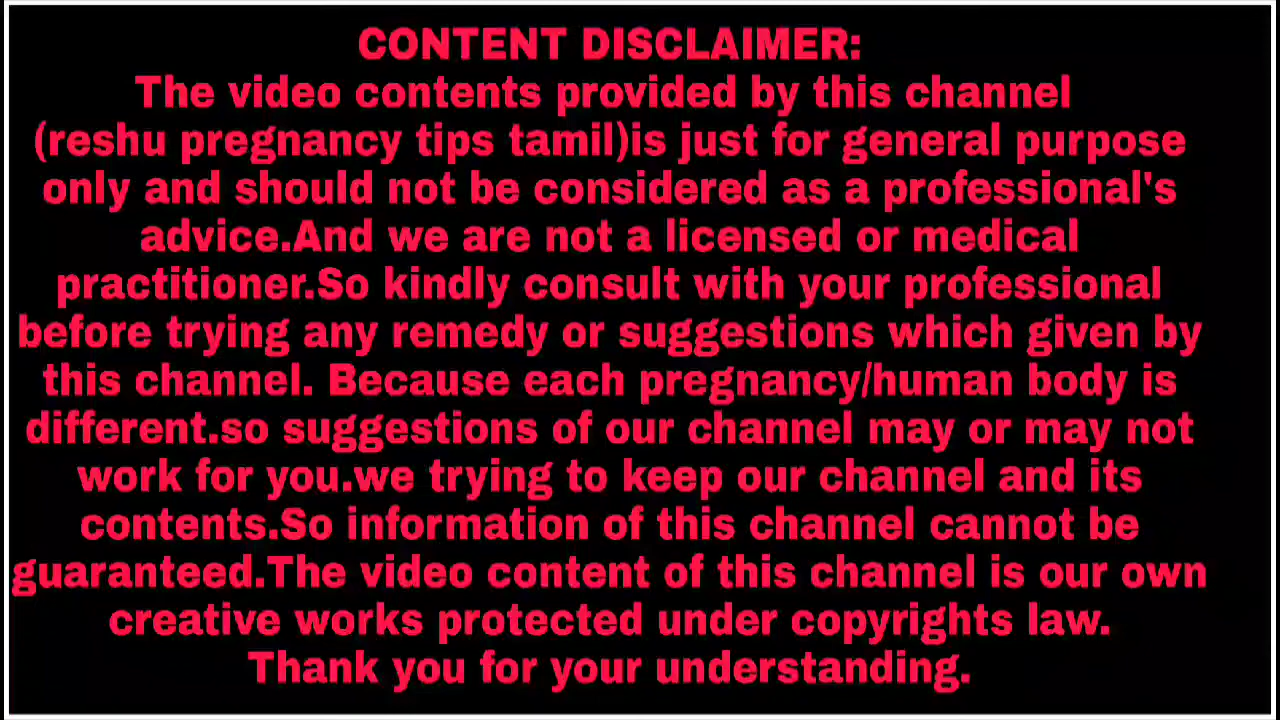 CONTENT DISCLAIMER:
The video contents provided by this channel
(reshu pregnancy tips tamil)is just for general purpose
only and should not be considered as a professional's
advice.And we are not a licensed or medical
practitioner.So kindly consult with your professional
before trying any remedy or suggestions which given by
this channel. Because each pregnancy/human body is
different.so suggestions of our channel may or may not
work for you.we trying to keep our channel and its
contents.So information of this channel cannot be
guaranteed.The video content of this channel is our own
creative works protected under copyrights law.
Thank you for your understanding.